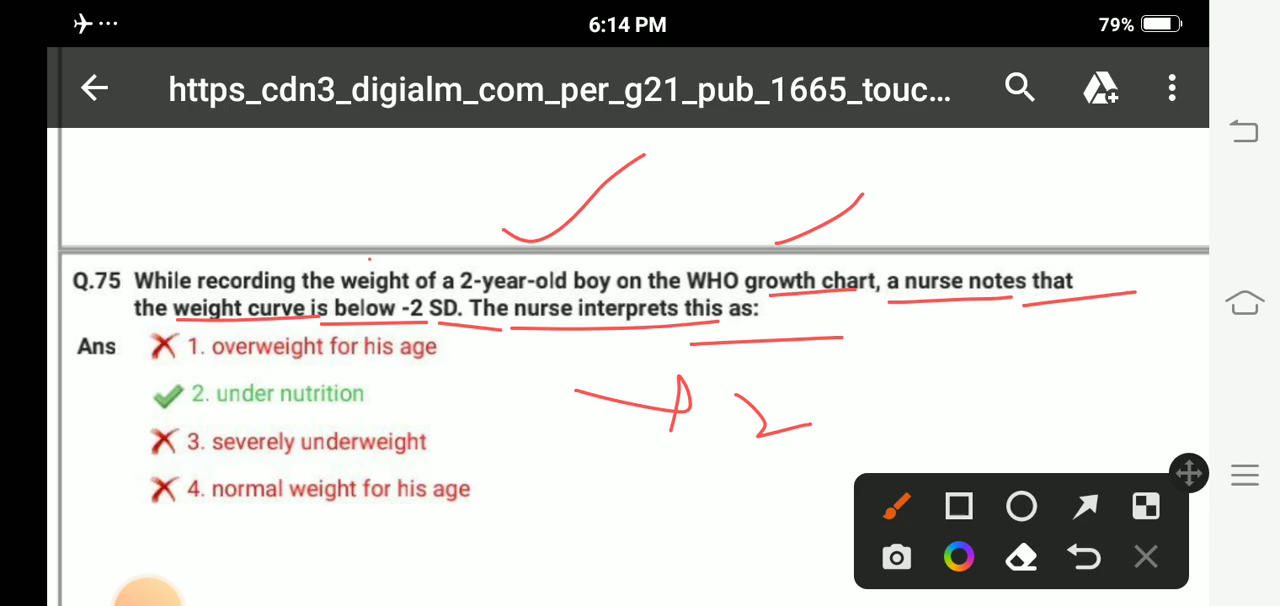 6:14 PM
79%
https_cdn3_digialm_com_per_g21_pub_1665_touc...
Q.75 While recording the weight of a 2-year-old boy on the WHO growth chart, a nurse notes that
the weight curve is below -2 SD. The nurse interprets this as:
Ans 1. overweight for his age
2. under nutrition
3. severely underweight
4. normal weight for his age